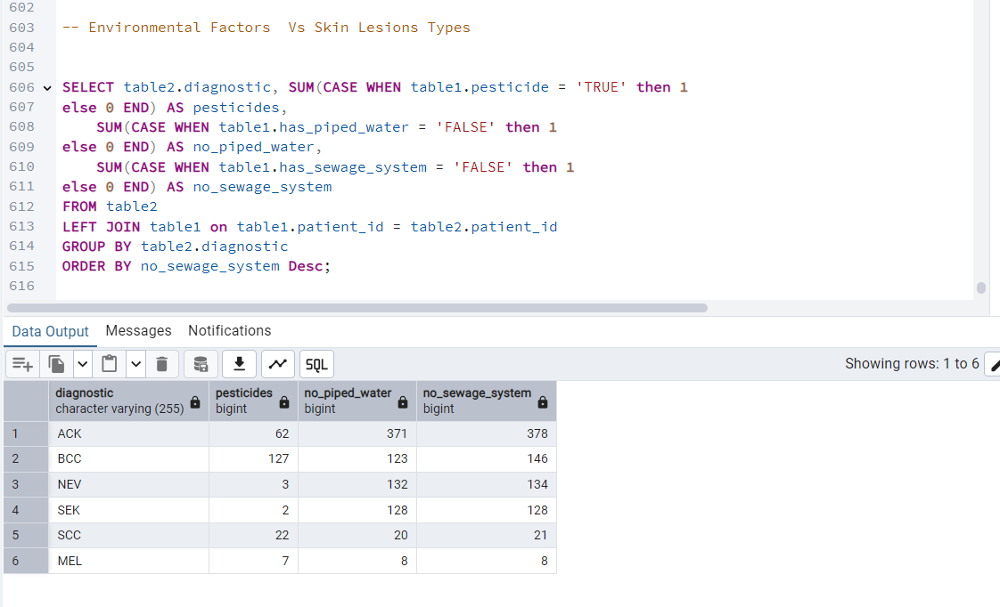 602
603 -- Environmental Factors  Vs Skin Lesions Types
604
605
606 SELECT table2.diagnostic, SUM(CASE WHEN table1.pesticide = 'TRUE' then 1
607 else 0 END) AS pesticides,
608     SUM(CASE WHEN table1.has_piped_water = 'FALSE' then 1
609 else 0 END) AS no_piped_water,
610     SUM(CASE WHEN table1.has_sewage_system = 'FALSE' then 1
611 else 0 END) AS no_sewage_system
612 FROM table2
613 LEFT JOIN table1 on table1.patient_id = table2.patient_id
614 GROUP BY table2.diagnostic
615 ORDER BY no_sewage_system Desc;
616
Data Output Messages Notifications
SQL Showing rows: 1 to 6
diagnostic pesticides no_piped_water no_sewage_system
character varying (255) bigint bigint bigint
1 ACK 62 371 378
2 BCC 127 123 146
3 NEV 3 132 134
4 SEK 2 128 128
5 SCC 22 20 21
6 MEL 7 8 8